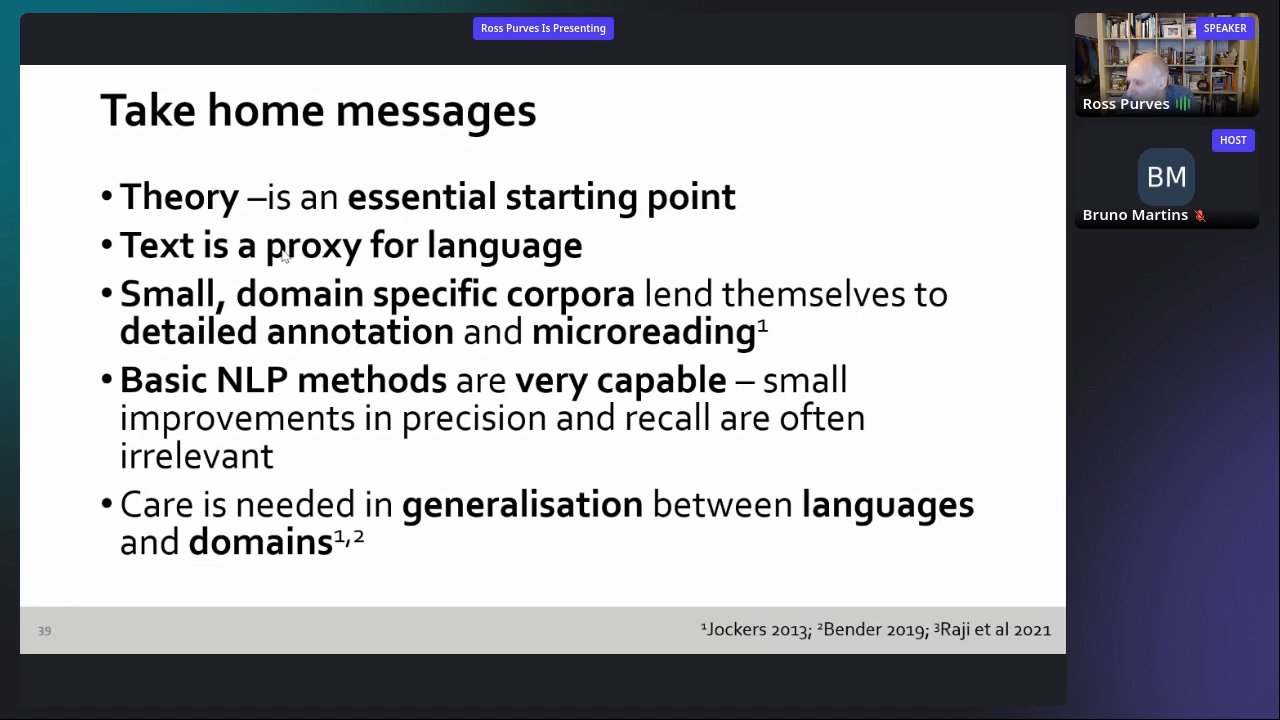 Ross Purves Is Presenting
SPEAKER
Ross Purves
HOST
BM
Bruno Martins
Take home messages
• Theory –is an essential starting point
• Text is a proxy for language
• Small, domain specific corpora lend themselves to
detailed annotation and microreading¹
• Basic NLP methods are very capable – small
improvements in precision and recall are often
irrelevant
• Care is needed in generalisation between languages
and domains¹,²
39
¹Jockers 2013; ²Bender 2019; ³Raji et al 2021